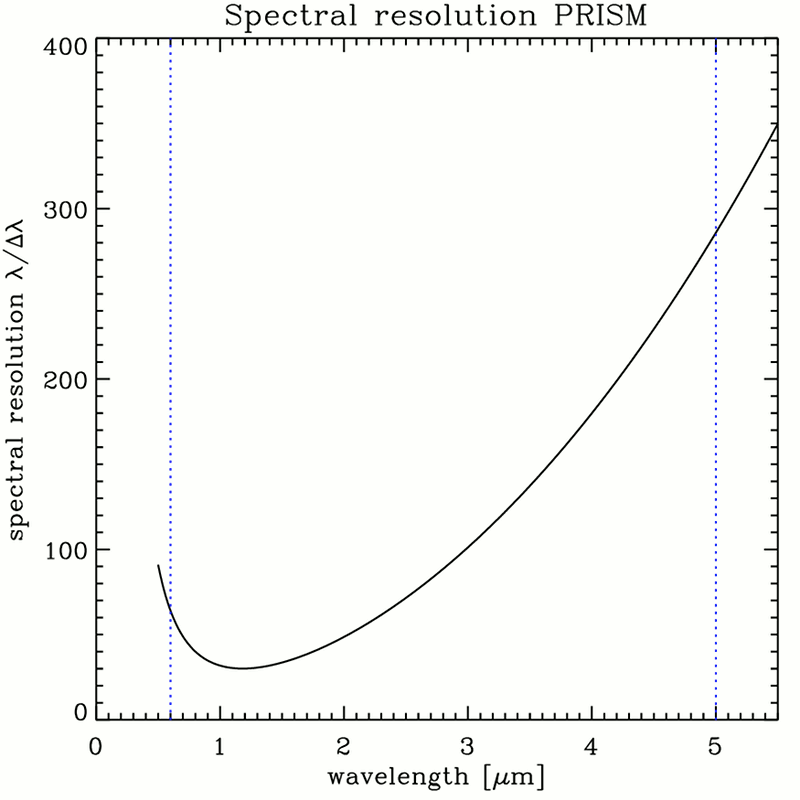 Spectral resolution PRISM
400
300
200
100
0
spectral resolution λ/Δλ
0 1 2 3 4 5
wavelength [μm]